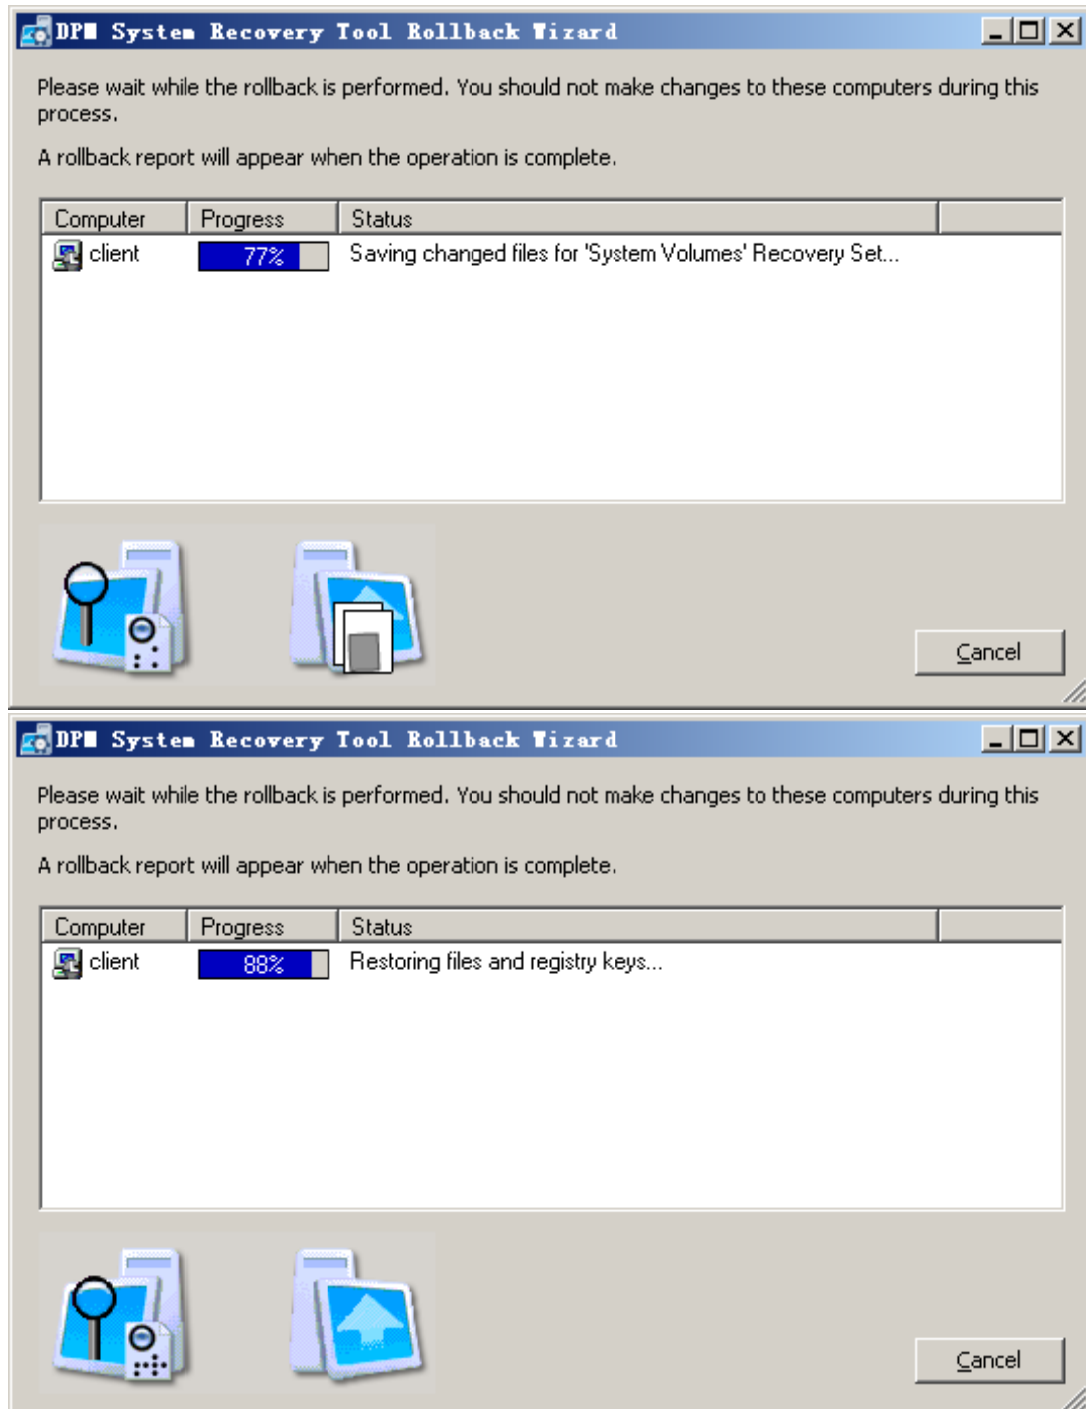 DPM System Recovery Tool Rollback Wizard
Please wait while the rollback is performed. You should not make changes to these computers during this
process.
A rollback report will appear when the operation is complete.
Computer Progress Status
client 77% Saving changed files for 'System Volumes' Recovery Set...
Cancel
DPM System Recovery Tool Rollback Wizard
Please wait while the rollback is performed. You should not make changes to these computers during this
process.
A rollback report will appear when the operation is complete.
Computer Progress Status
client 88% Restoring files and registry keys...
Cancel